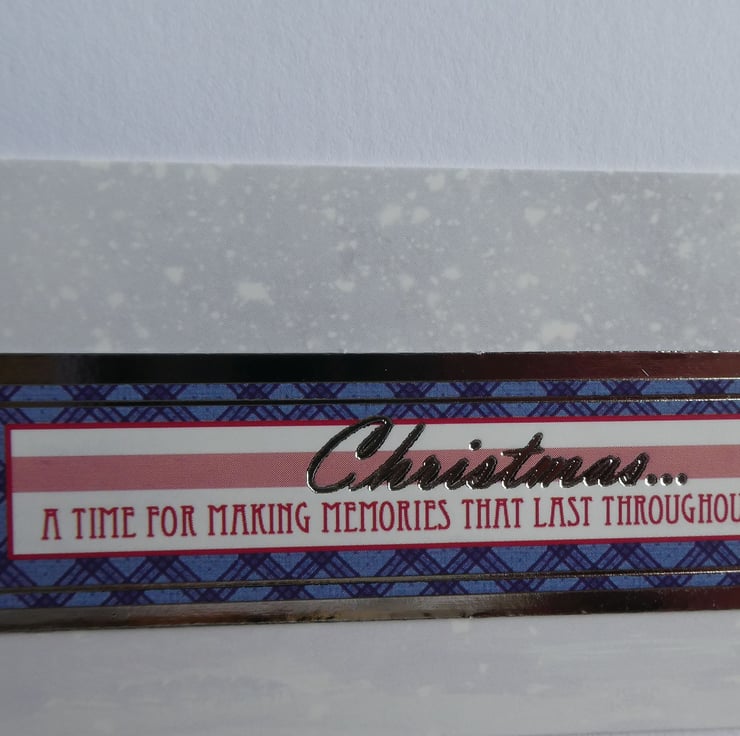 Christmas...
A TIME FOR MAKING MEMORIES THAT LAST THROUGHOU